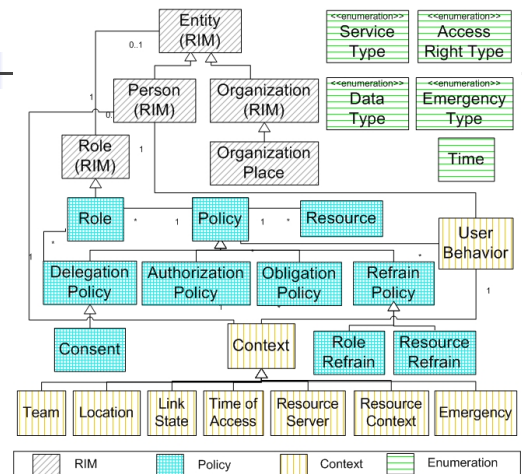 Entity
(RIM)
<<enumeration>>
Service
Type
<<enumeration>>
Access
Right Type
0..1
<<enumeration>>
Data
Type
<<enumeration>>
Emergency
Type
Person
(RIM)
Organization
(RIM)
1
0..
Role
(RIM)
1
Organization
Place
Time
Role
*
1
Policy
1
*
Resource
User
Behavior
*
*
*
1
Delegation
Policy
Authorization
Policy
Obligation
Policy
Refrain
Policy
1
1
*
Consent
Context
Role
Refrain
Resource
Refrain
Team
Location
Link
State
Time of
Access
Resource
Server
Resource
Context
Emergency
RIM
Policy
Context
Enumeration